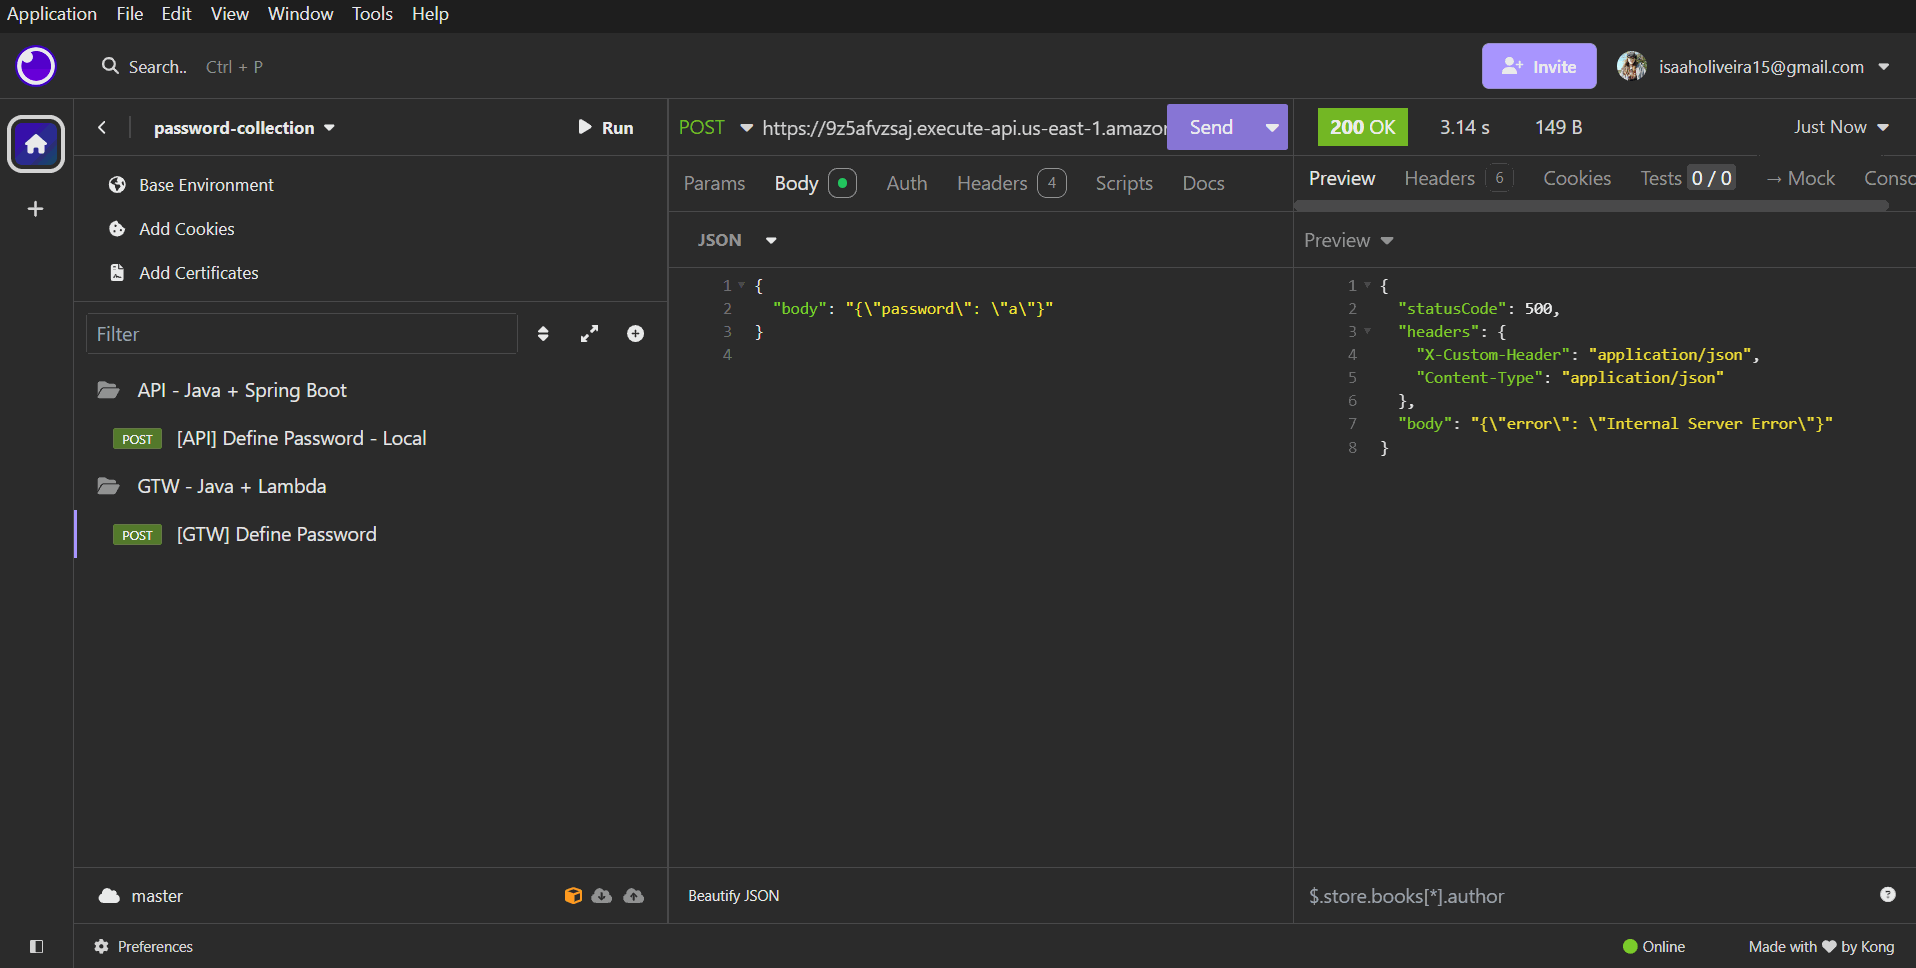 Application File Edit View Window Tools Help
Search.. Ctrl + P
Invite
isaaholiveira15@gmail.com
password-collection
Run
Base Environment
Add Cookies
Add Certificates
Filter
API - Java + Spring Boot
POST [API] Define Password - Local
GTW - Java + Lambda
POST [GTW] Define Password
master
Preferences
POST https://9z5afvzsaj.execute-api.us-east-1.amazon Send
Params Body Auth Headers 4 Scripts Docs
JSON
1 {
2 "body": "{\"password\": \"a\"}"
3 }
4
Beautify JSON
200 OK 3.14 s 149 B Just Now
Preview Headers 6 Cookies Tests 0 / 0 → Mock Conso
Preview
1 {
2 "statusCode": 500,
3 "headers": {
4 "X-Custom-Header": "application/json",
5 "Content-Type": "application/json"
6 },
7 "body": "{\"error\": \"Internal Server Error\"}"
8 }
$.store.books[*].author
?
Online
Made with ♥ by Kong